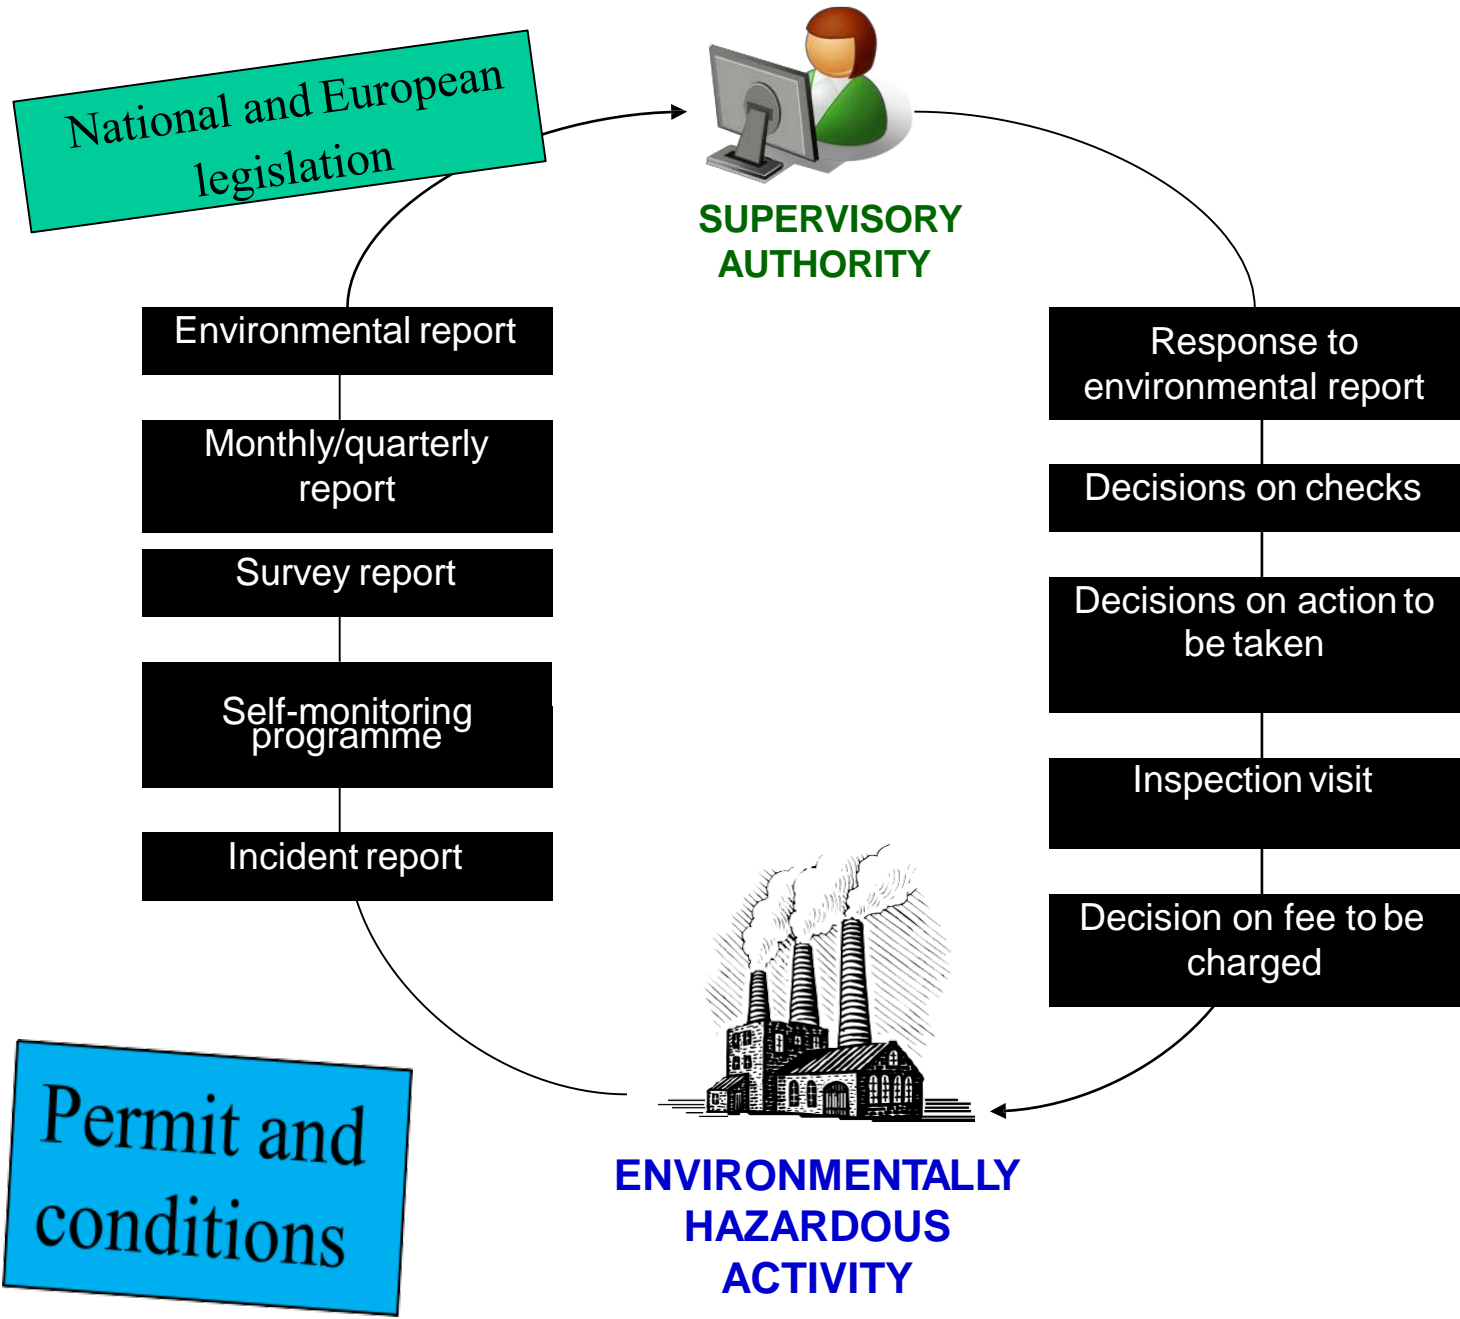 National and European
legislation
SUPERVISORY
AUTHORITY
Environmental report
Monthly/quarterly
report
Survey report
Self-monitoring
programme
Incident report
Response to
environmental report
Decisions on checks
Decisions on action to
be taken
Inspection visit
Decision on fee to be
charged
Permit and
conditions
ENVIRONMENTALLY
HAZARDOUS
ACTIVITY